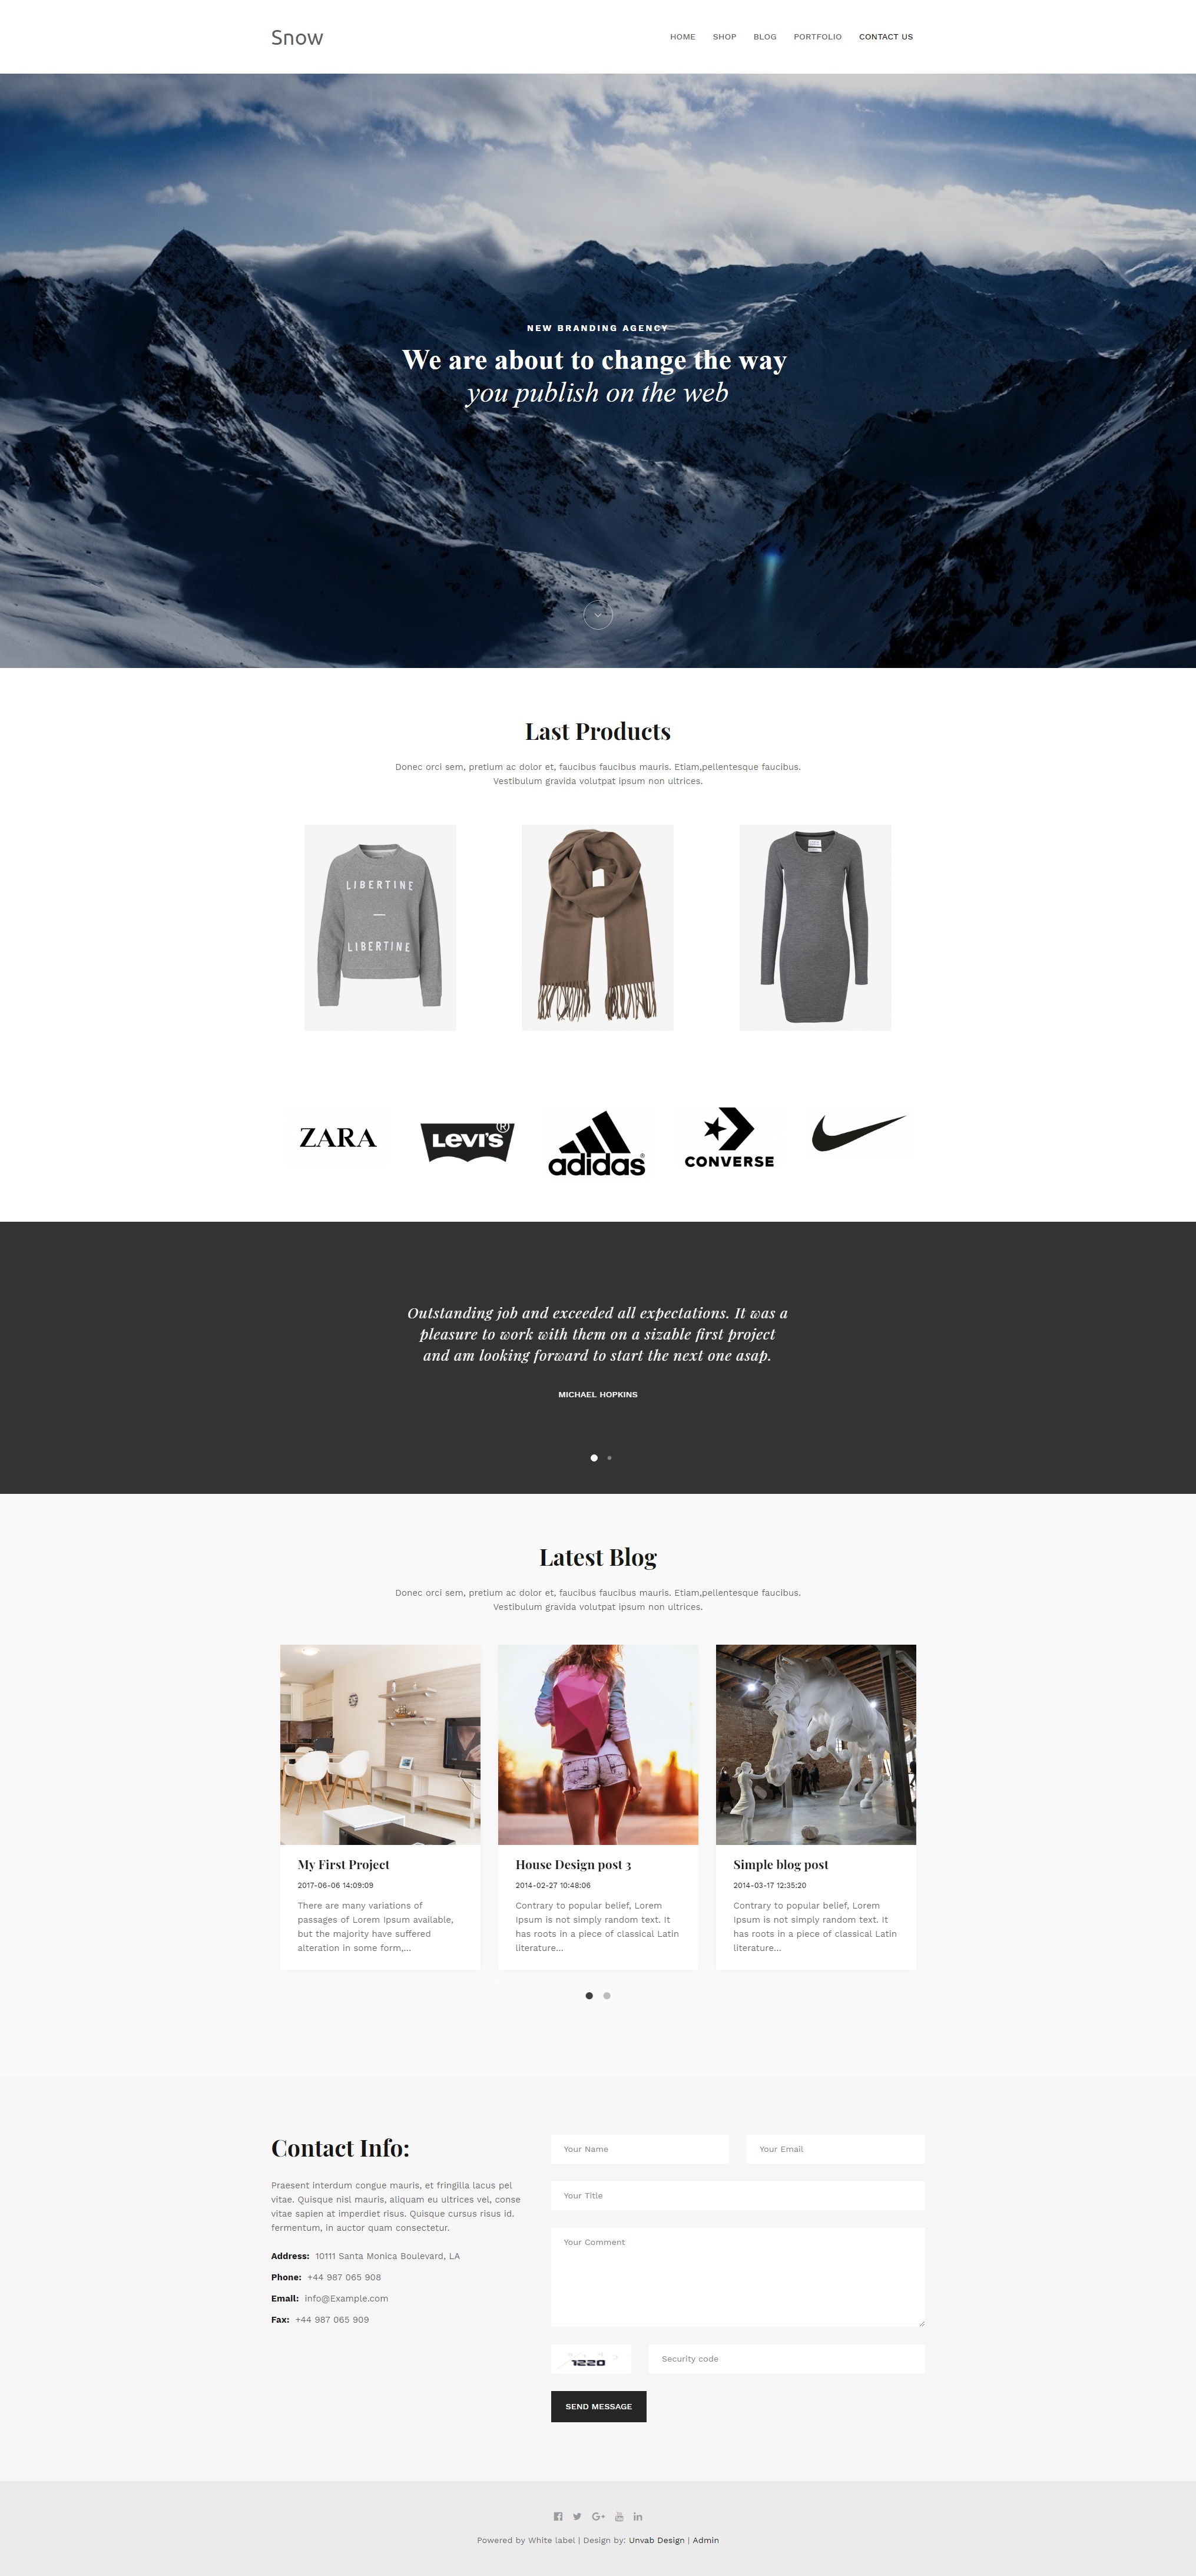 Snow
HOME SHOP BLOG PORTFOLIO CONTACT US
NEW BRANDING AGENCY
We are about to change the way
you publish on the web
Last Products
Donec orci sem, pretium ac dolor et, faucibus faucibus mauris. Etiam,pellentesque faucibus.
Vestibulum gravida volutpat ipsum non ultrices.
LIBERTINE
LIBERTINE
ZARA
LEVI'S®
adidas®
CONVERSE
Outstanding job and exceeded all expectations. It was a
pleasure to work with them on a sizable first project
and am looking forward to start the next one asap.
MICHAEL HOPKINS
Latest Blog
Donec orci sem, pretium ac dolor et, faucibus faucibus mauris. Etiam,pellentesque faucibus.
Vestibulum gravida volutpat ipsum non ultrices.
My First Project
2017-06-06 14:09:09
There are many variations of
passages of Lorem Ipsum available,
but the majority have suffered
alteration in some form,...
House Design post 3
2014-02-27 10:48:06
Contrary to popular belief, Lorem
Ipsum is not simply random text. It
has roots in a piece of classical Latin
literature...
Simple blog post
2014-03-17 12:35:20
Contrary to popular belief, Lorem
Ipsum is not simply random text. It
has roots in a piece of classical Latin
literature...
Contact Info:
Praesent interdum congue mauris, et fringilla lacus pel
vitae. Quisque nisl mauris, aliquam eu ultrices vel, conse
vitae sapien at imperdiet risus. Quisque cursus risus id.
fermentum, in auctor quam consectetur.
Address: 10111 Santa Monica Boulevard, LA
Phone: +44 987 065 908
Email: info@Example.com
Fax: +44 987 065 909
Your Name
Your Email
Your Title
Your Comment
1220
Security code
SEND MESSAGE
Powered by White label | Design by: Unvab Design | Admin